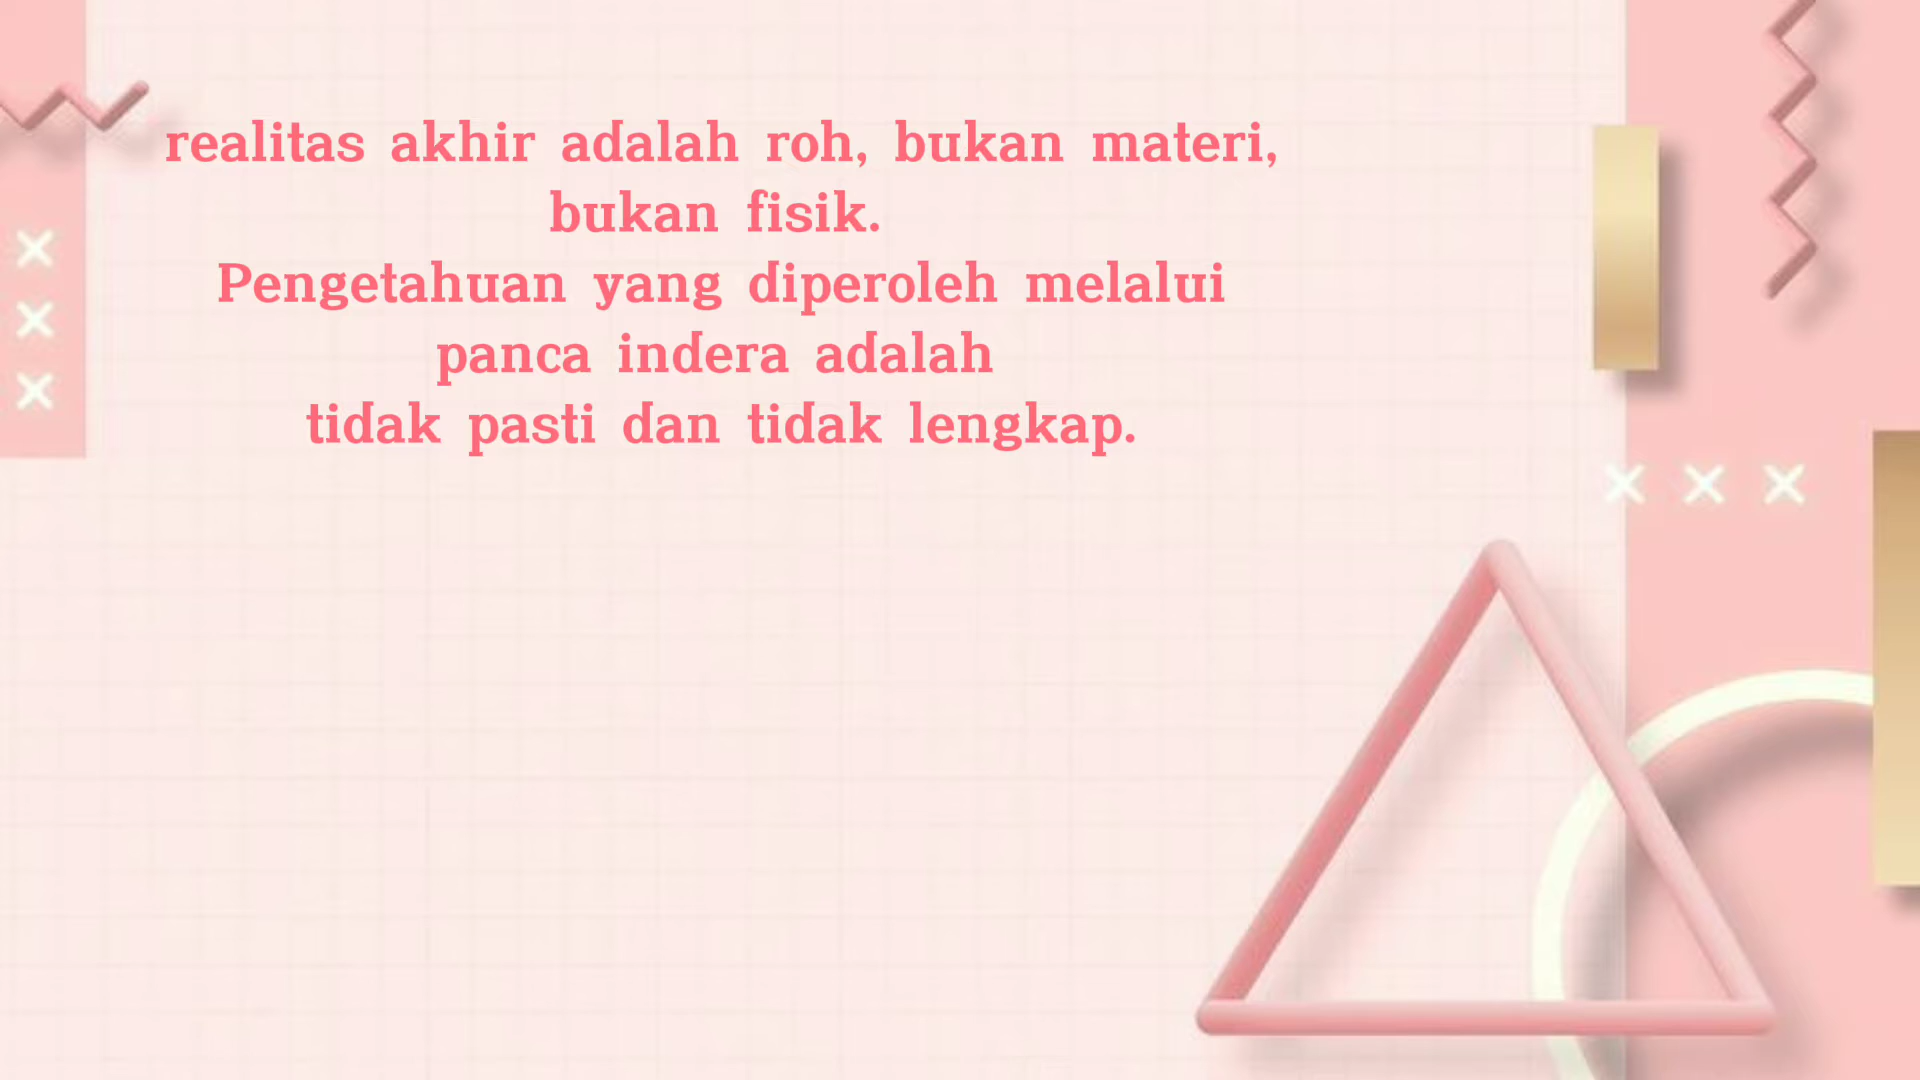 realitas akhir adalah roh, bukan materi,
bukan fisik.
Pengetahuan yang diperoleh melalui
panca indera adalah
tidak pasti dan tidak lengkap.